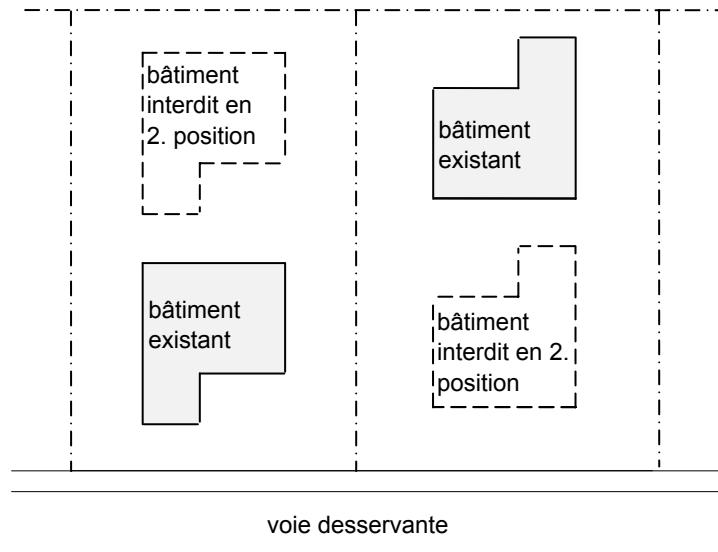 bâtiment
interdit en
2. position
bâtiment
existant
bâtiment
existant
bâtiment
interdit en 2.
position
voie desservante